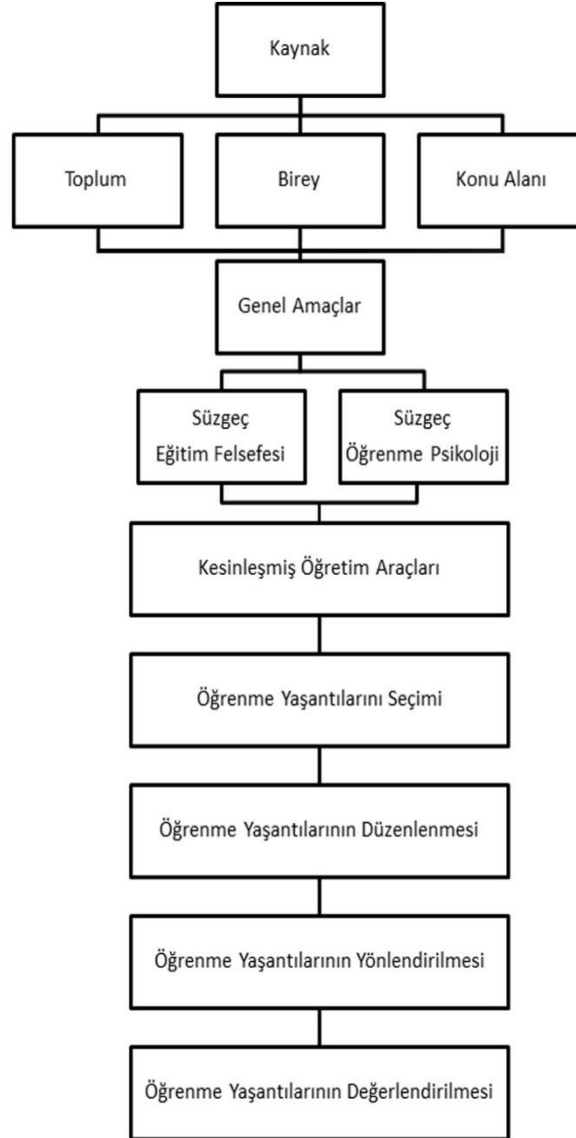 Kaynak
Toplum
Birey
Konu Alanı
Genel Amaçlar
Süzgeç
Eğitim Felsefesi
Süzgeç
Öğrenme Psikoloji
Kesinleşmiş Öğretim Araçları
Öğrenme Yaşantılarını Seçimi
Öğrenme Yaşantılarının Düzenlenmesi
Öğrenme Yaşantılarının Yönlendirilmesi
Öğrenme Yaşantılarının Değerlendirilmesi